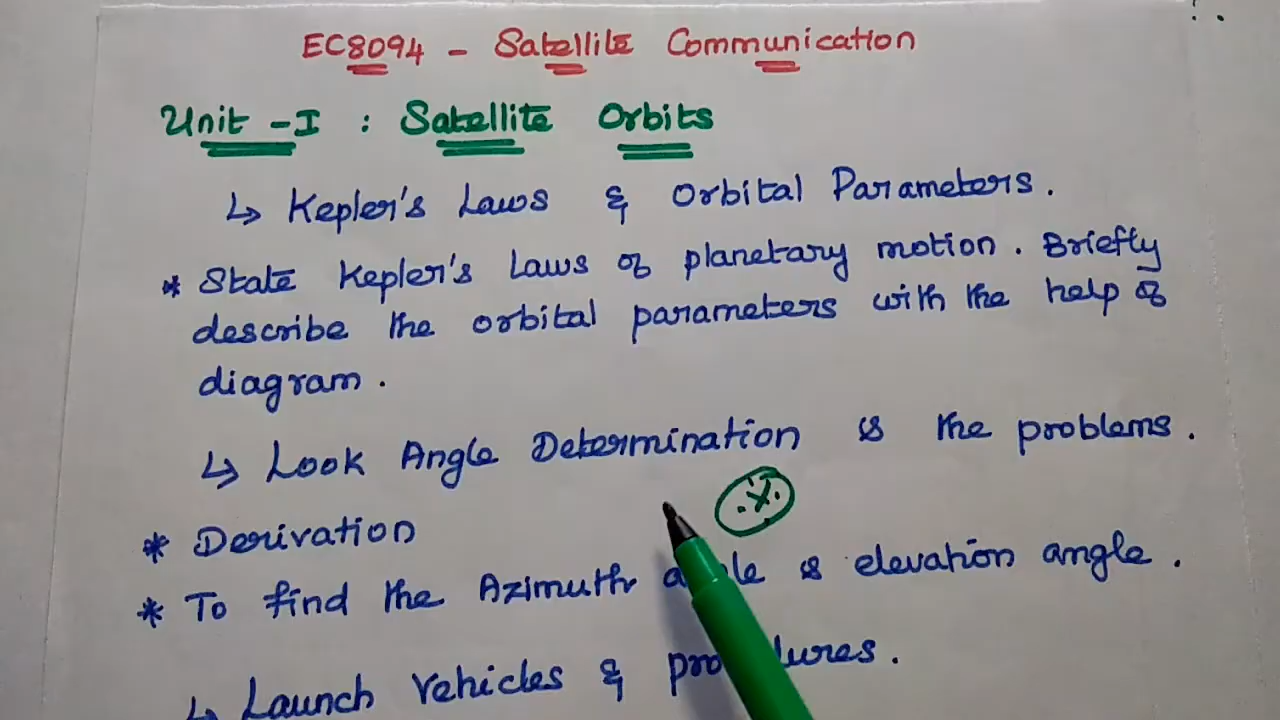 EC8094 - Satellite Communication
Unit - I : Satellite Orbits
↳ Kepler's Laws & Orbital Parameters.
* State Kepler's Laws of planetary motion. Briefly
describe the orbital parameters with the help of
diagram.
↳ Look Angle Determination & the problems.
* Derivation
* To find the Azimuth angle & elevation angle.
↳ Launch Vehicles & procedures.